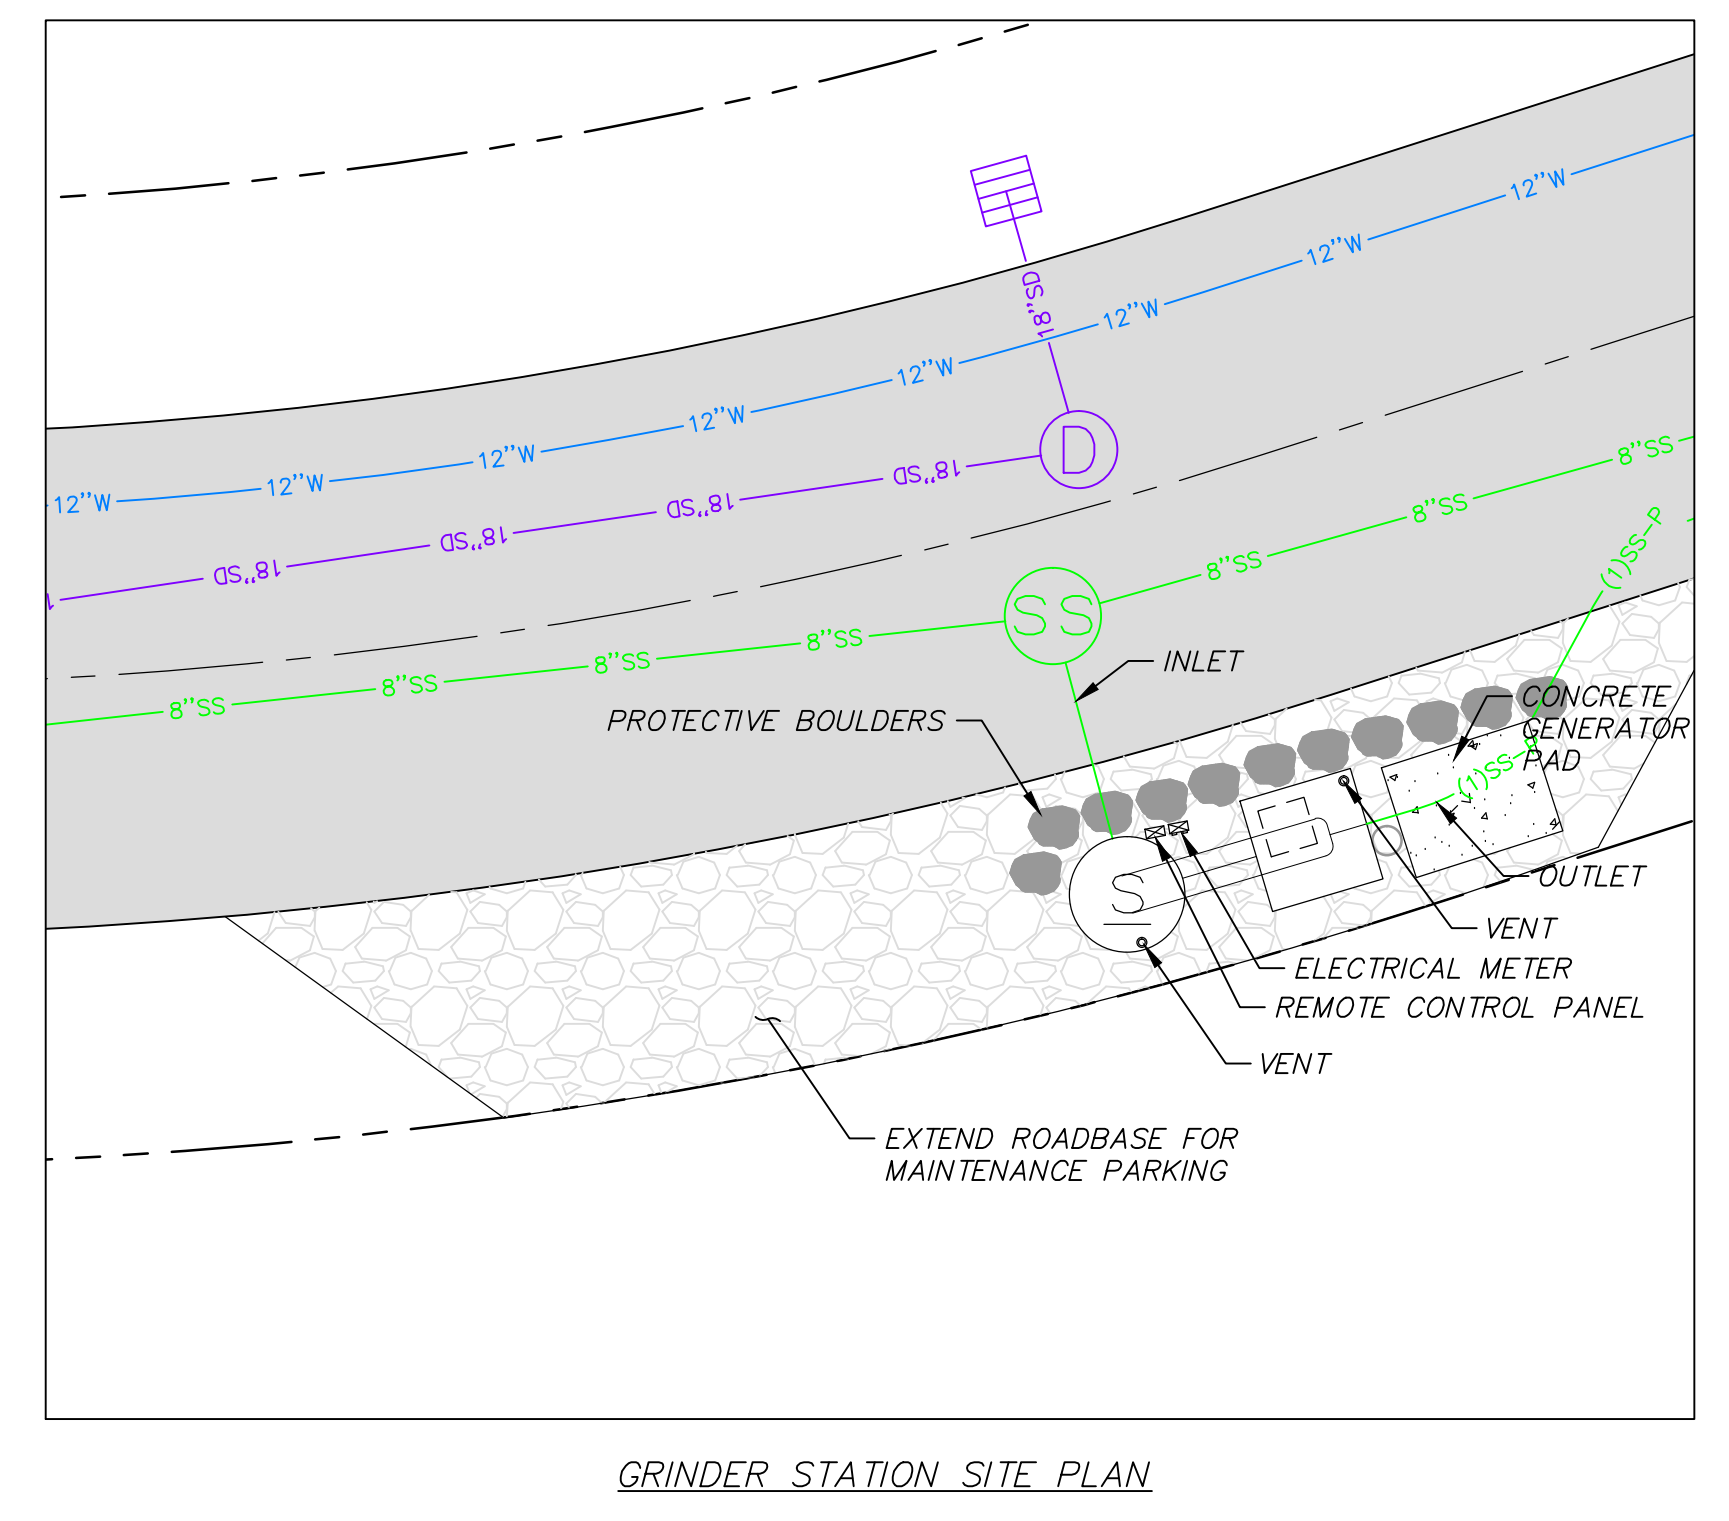 12"W
12"W
12"W
18"SD
12"W
12"W
12"W
12"W
12"W
D
18"SD
18"SD
18"SD
18"SD
1
8"SS
8"SS
8"SS
(1)SS-P
SS
8"SS
8"SS
8"SS
8"SS
INLET
PROTECTIVE BOULDERS
CONCRETE
GENERATOR
PAD
(1)SS-P
S
OUTLET
VENT
ELECTRICAL METER
REMOTE CONTROL PANEL
VENT
EXTEND ROADBASE FOR
MAINTENANCE PARKING
GRINDER STATION SITE PLAN